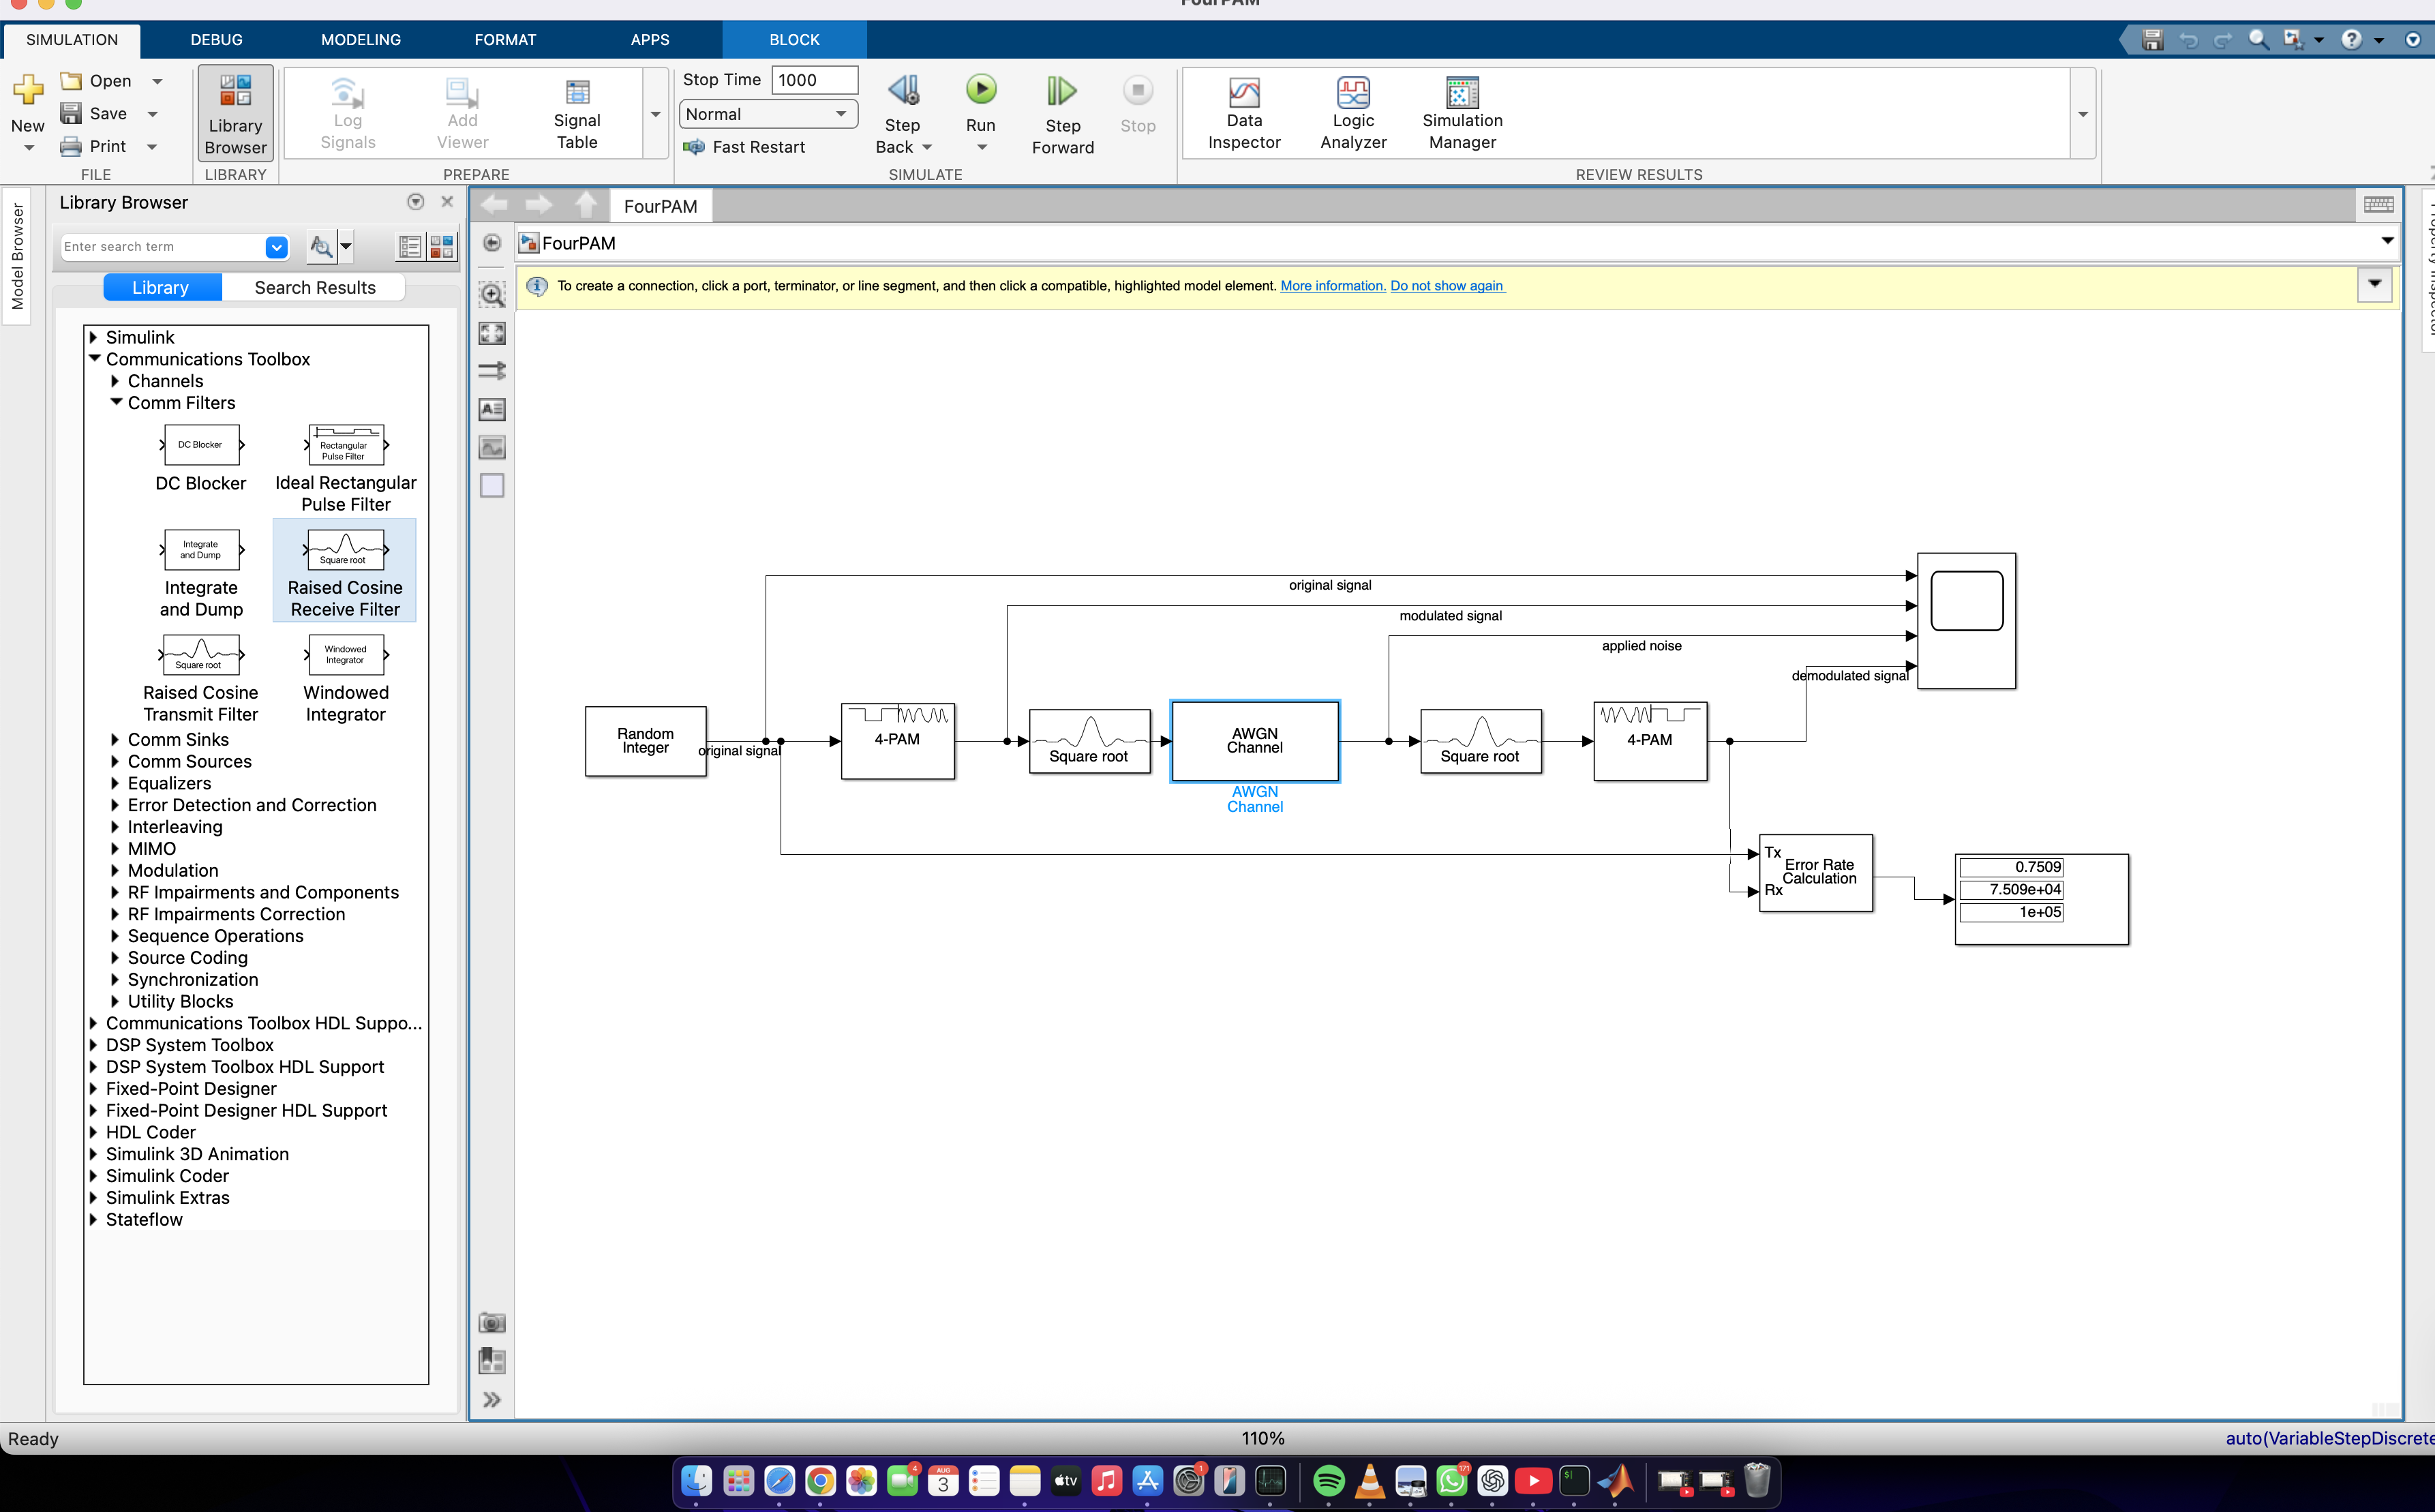 FourPAM
SIMULATION
DEBUG
MODELING
FORMAT
APPS
BLOCK
New
Open
Save
Print
FILE
Library
Browser
LIBRARY
Log
Signals
Add
Viewer
Signal
Table
PREPARE
Stop Time 1000
Normal
Fast Restart
Step
Back
Run
Step
Forward
Stop
SIMULATE
Data
Inspector
Logic
Analyzer
Simulation
Manager
REVIEW RESULTS
Model Browser
Library Browser
Enter search term
Library
Search Results
Simulink
Communications Toolbox
Channels
Comm Filters
DC Blocker
DC Blocker
Rectangular
Pulse Filter
Ideal Rectangular
Pulse Filter
Integrate
and Dump
Integrate
and Dump
Square root
Raised Cosine
Receive Filter
Square root
Raised Cosine
Transmit Filter
Windowed
Integrator
Windowed
Integrator
Comm Sinks
Comm Sources
Equalizers
Error Detection and Correction
Interleaving
MIMO
Modulation
RF Impairments and Components
RF Impairments Correction
Sequence Operations
Source Coding
Synchronization
Utility Blocks
Communications Toolbox HDL Suppo...
DSP System Toolbox
DSP System Toolbox HDL Support
Fixed-Point Designer
Fixed-Point Designer HDL Support
HDL Coder
Simulink 3D Animation
Simulink Coder
Simulink Extras
Stateflow
FourPAM
FourPAM
To create a connection, click a port, terminator, or line segment, and then click a compatible, highlighted model element. More information. Do not show again
original signal
modulated signal
applied noise
demodulated signal
Random
Integer
original signal
4-PAM
Square root
AWGN
Channel
AWGN
Channel
Square root
4-PAM
Tx
Rx
Error Rate
Calculation
0.7509
7.509e+04
1e+05
Ready
110%
auto(VariableStepDiscrete
4
AUG
3
tv
1
171
$